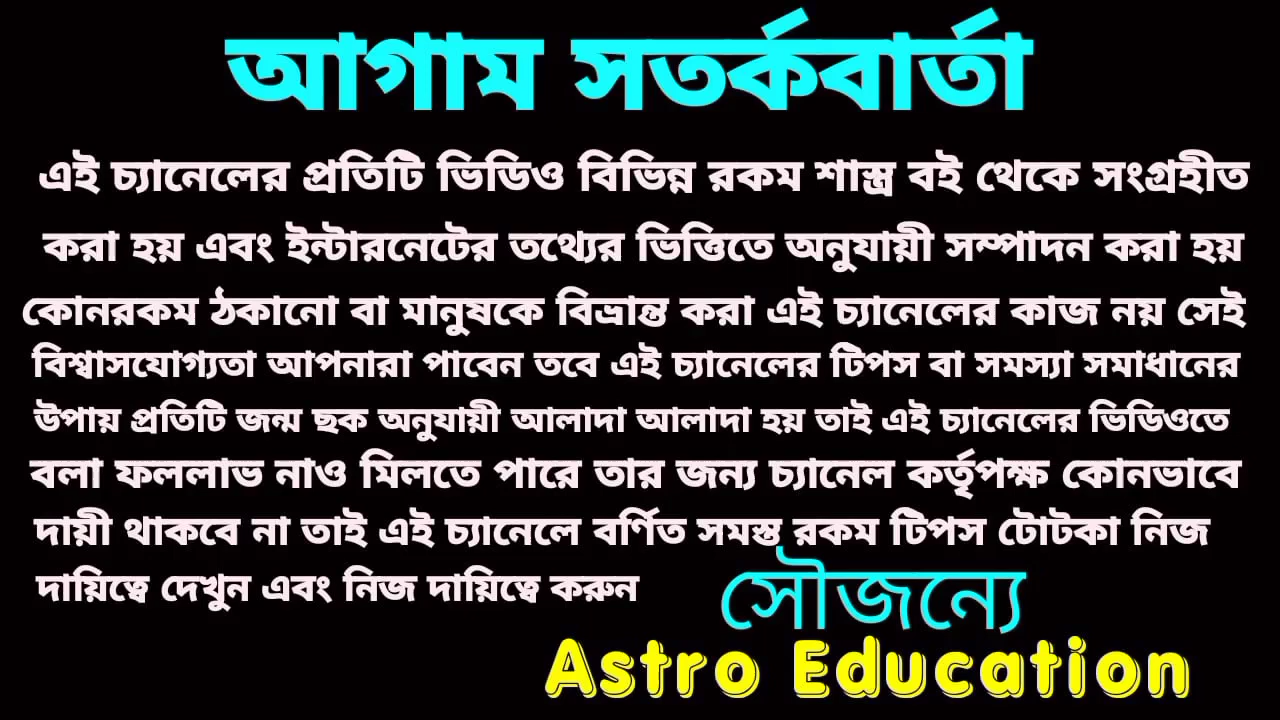 আগাম সতর্কবার্তা
এই চ্যানেলের প্রতিটি ভিডিও বিভিন্ন রকম শাস্ত্র বই থেকে সংগ্রহীত
করা হয় এবং ইন্টারনেটের তথ্যের ভিত্তিতে অনুযায়ী সম্পাদন করা হয়
কোনরকম ঠকানো বা মানুষকে বিভ্রান্ত করা এই চ্যানেলের কাজ নয় সেই
বিশ্বাসযোগ্যতা আপনারা পাবেন তবে এই চ্যানেলের টিপস বা সমস্যা সমাধানের
উপায় প্রতিটি জন্ম ছক অনুযায়ী আলাদা আলাদা হয় তাই এই চ্যানেলের ভিডিওতে
বলা ফললাভ নাও মিলতে পারে তার জন্য চ্যানেল কর্তৃপক্ষ কোনভাবে
দায়ী থাকবে না তাই এই চ্যানেলে বর্ণিত সমস্ত রকম টিপস টোটকা নিজ
দায়িত্বে দেখুন এবং নিজ দায়িত্বে করুন
সৌজন্যে
Astro Education